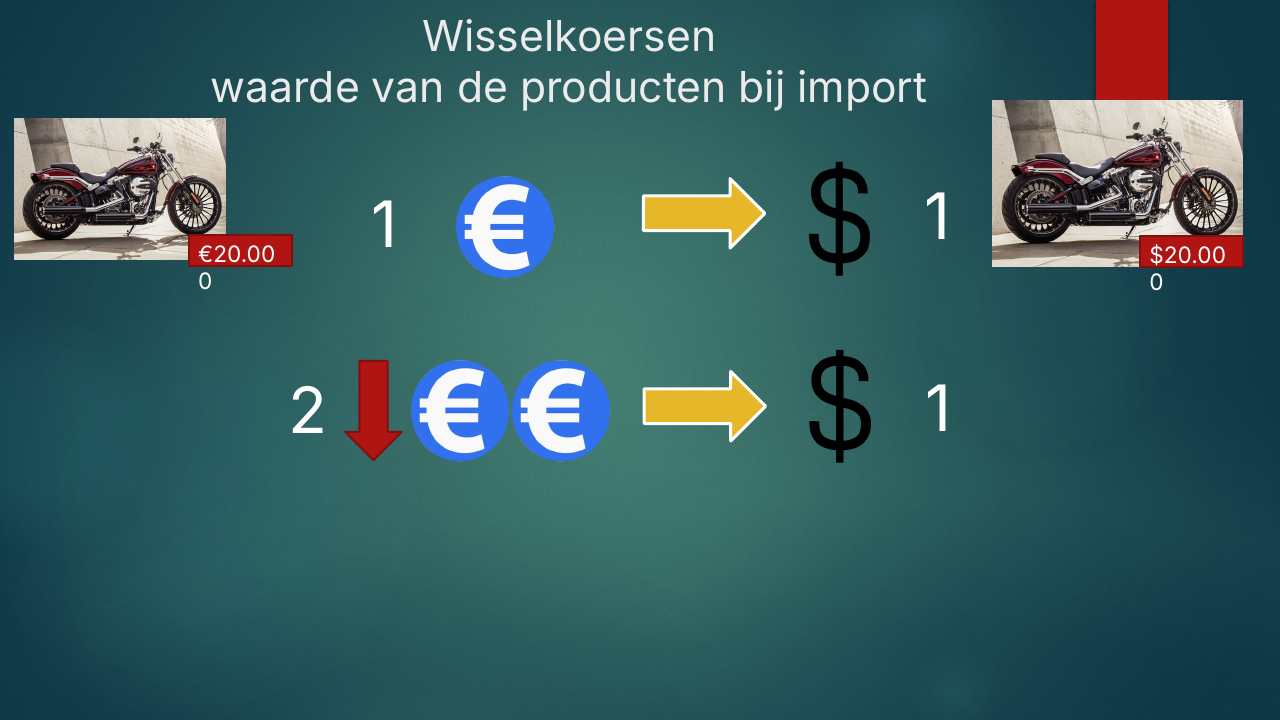 Wisselkoersen
waarde van de producten bij import
1 € $ 1
€20.00
0
$20.00
0
2 € € $ 1